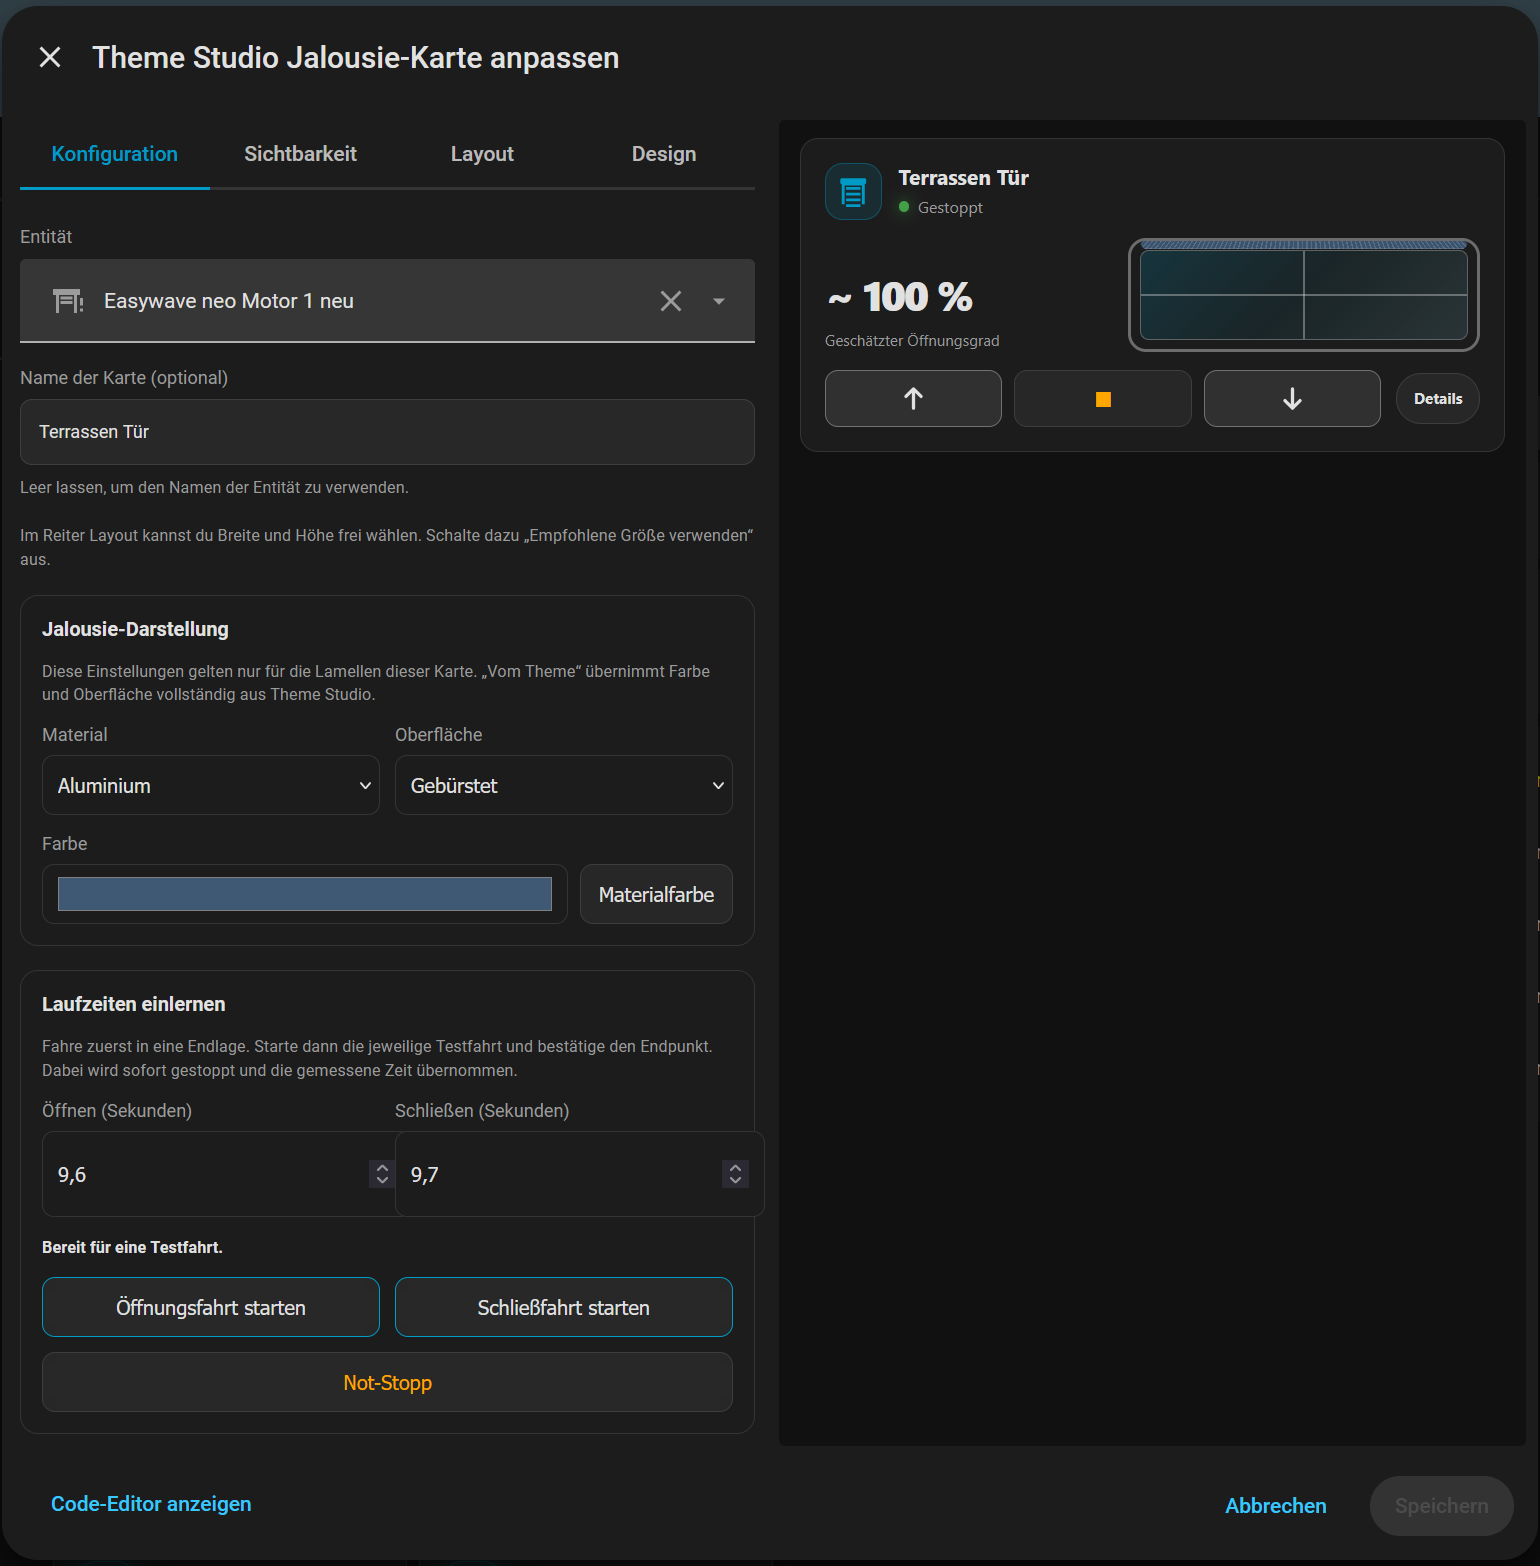 Theme Studio Jalousie-Karte anpassen
Konfiguration
Sichtbarkeit
Layout
Design
Entität
Easywave neo Motor 1 neu
Name der Karte (optional)
Terrassen Tür
Leer lassen, um den Namen der Entität zu verwenden.
Im Reiter Layout kannst du Breite und Höhe frei wählen. Schalte dazu „Empfohlene Größe verwenden“
aus.
Jalousie-Darstellung
Diese Einstellungen gelten nur für die Lamellen dieser Karte. „Vom Theme“ übernimmt Farbe
und Oberfläche vollständig aus Theme Studio.
Material
Oberfläche
Aluminium
Gebürstet
Farbe
Materialfarbe
Laufzeiten einlernen
Fahre zuerst in eine Endlage. Starte dann die jeweilige Testfahrt und bestätige den Endpunkt.
Dabei wird sofort gestoppt und die gemessene Zeit übernommen.
Öffnen (Sekunden)
Schließen (Sekunden)
9,6
9,7
Bereit für eine Testfahrt.
Öffnungsfahrt starten
Schließfahrt starten
Not-Stopp
Terrassen Tür
Gestoppt
~ 100 %
Geschätzter Öffnungsgrad
Details
Code-Editor anzeigen
Abbrechen
Speichern